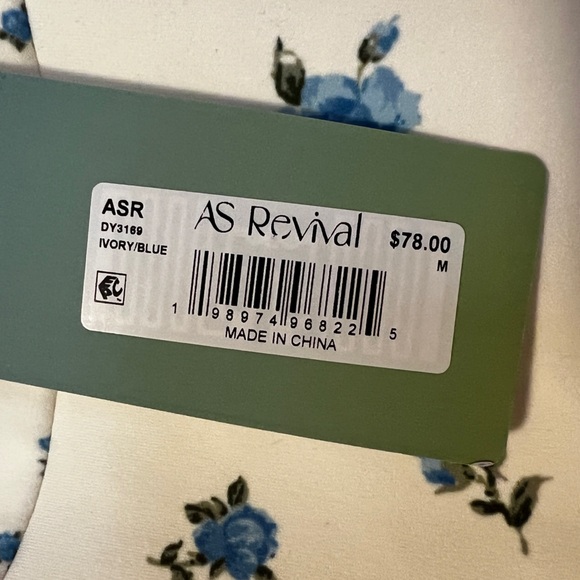 ASR
DY3169
IVORY/BLUE
AS Revival
$78.00
M
1 98974 96822 5
MADE IN CHINA